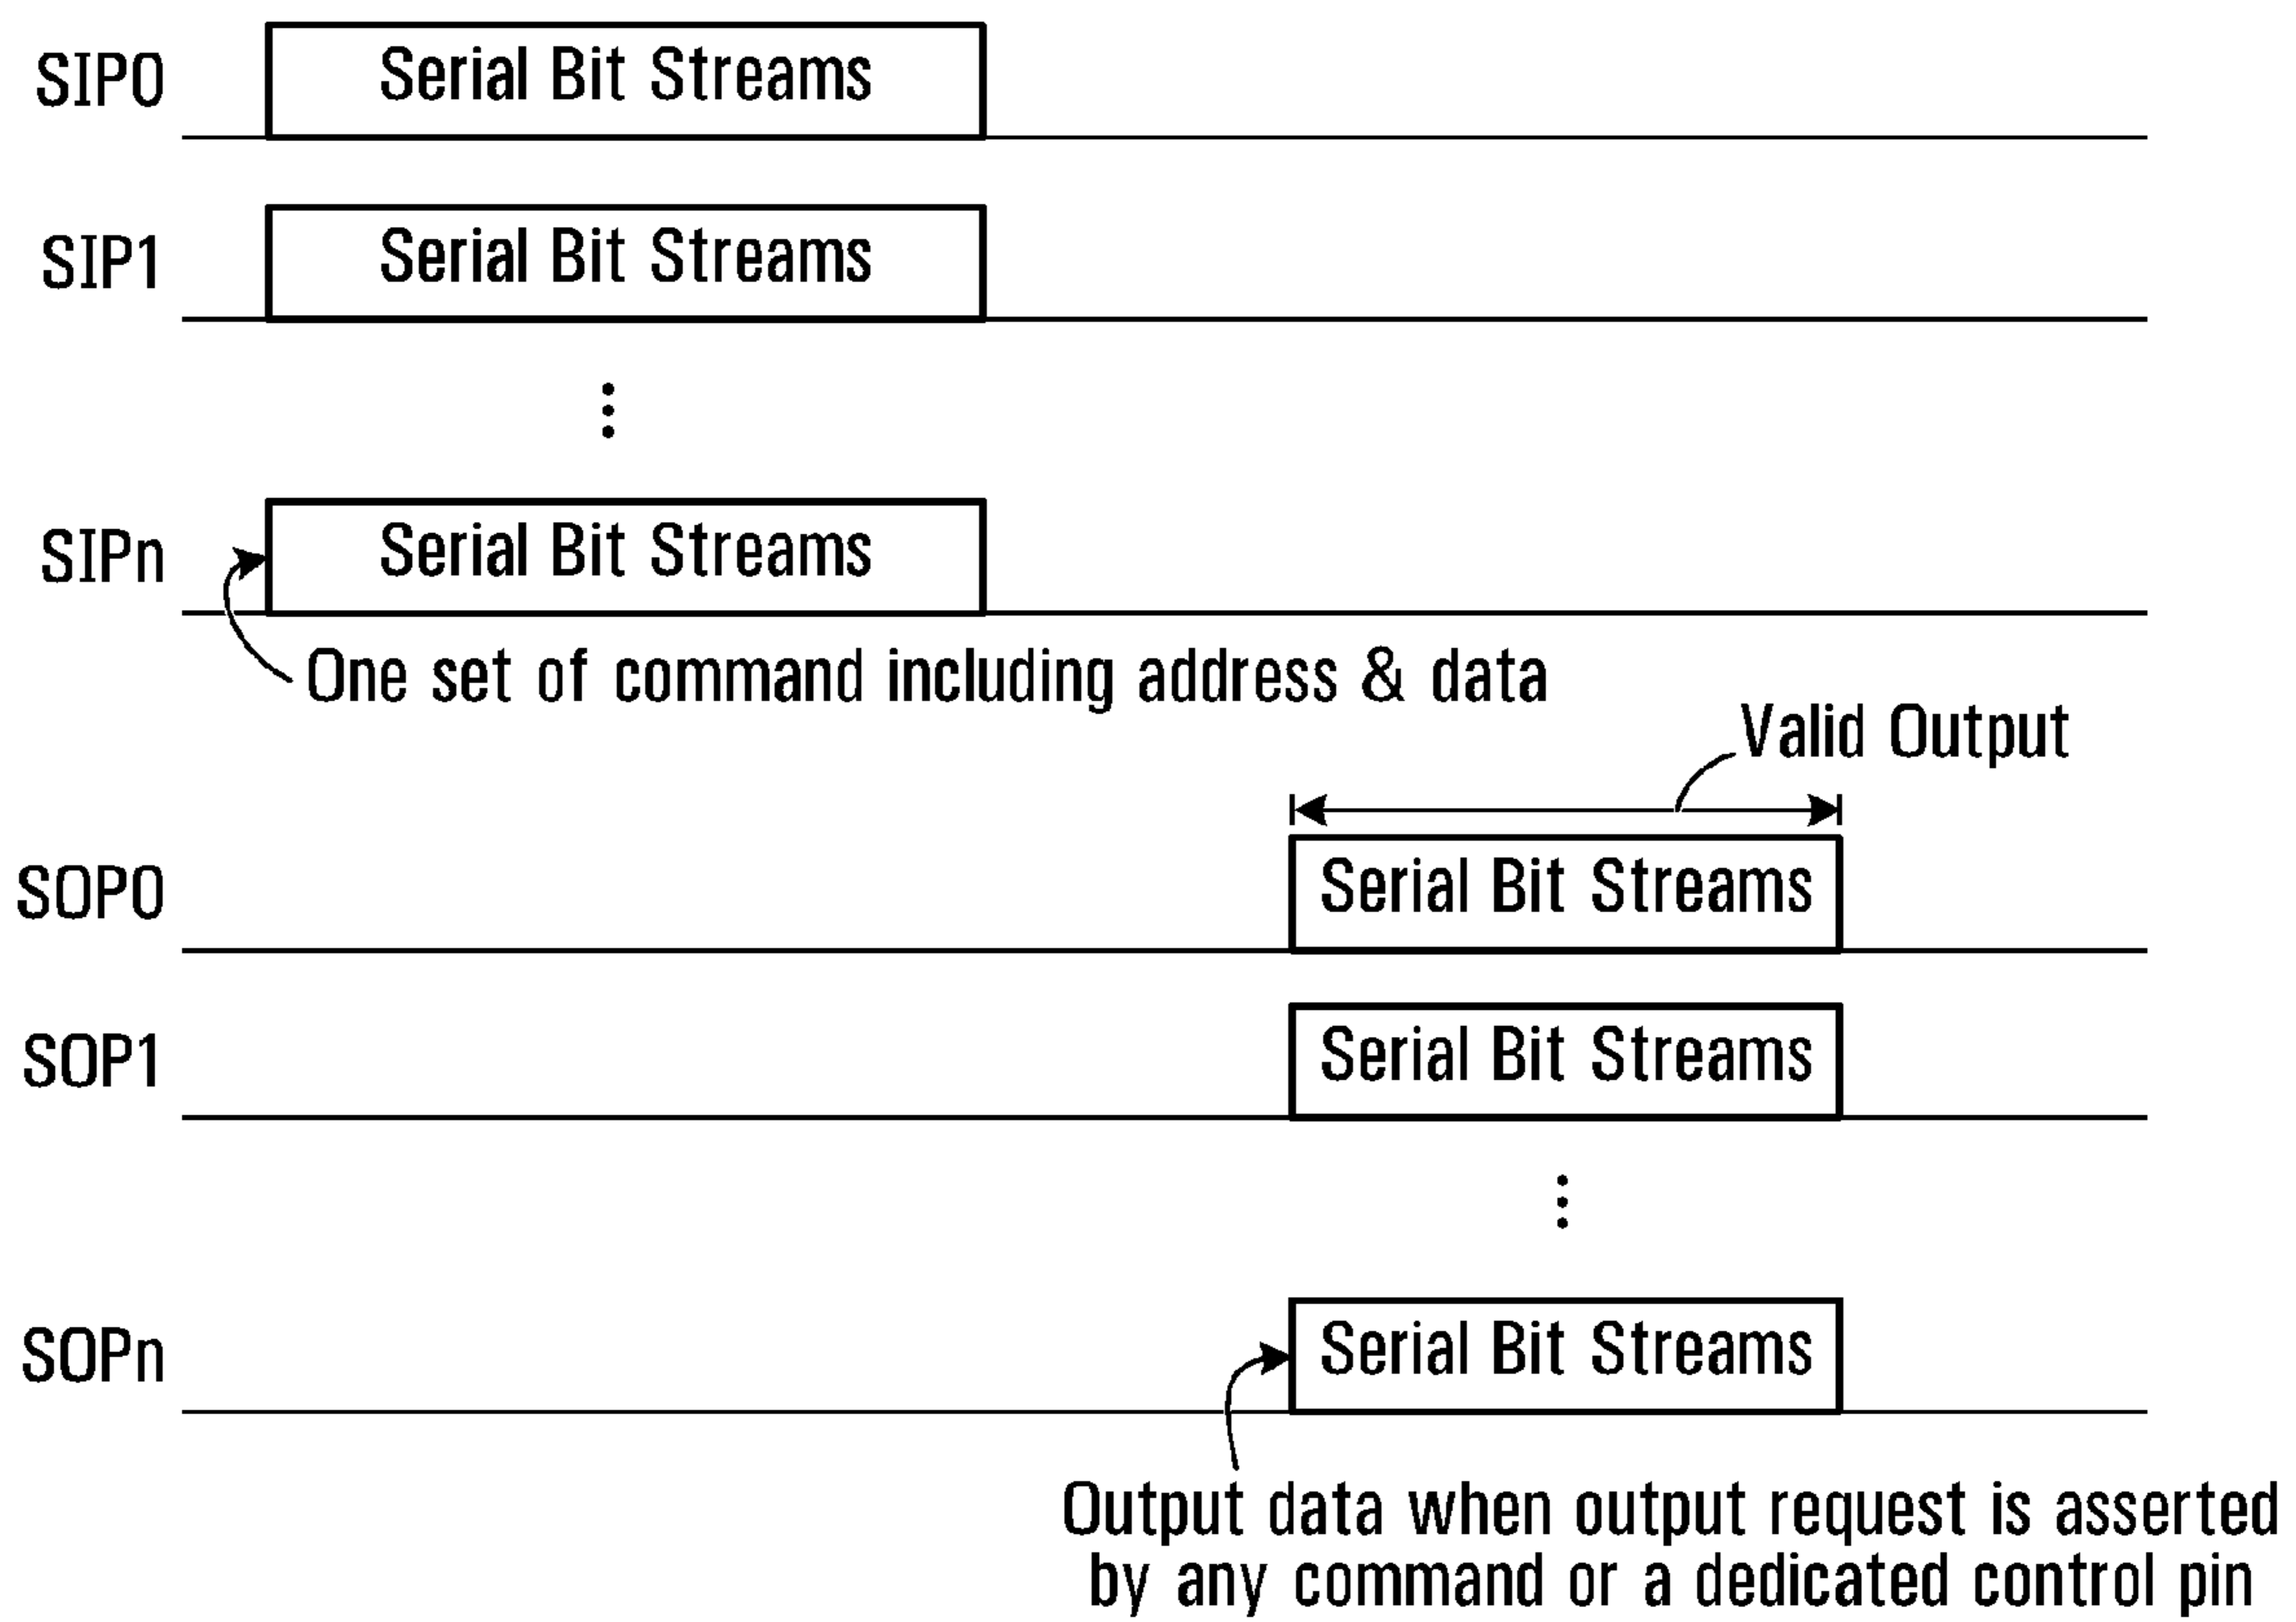 SIP0 Serial Bit Streams
SIP1 Serial Bit Streams
SIPn Serial Bit Streams
One set of command including address & data
Valid Output
SOP0 Serial Bit Streams
SOP1 Serial Bit Streams
SOPn Serial Bit Streams
Output data when output request is asserted
by any command or a dedicated control pin